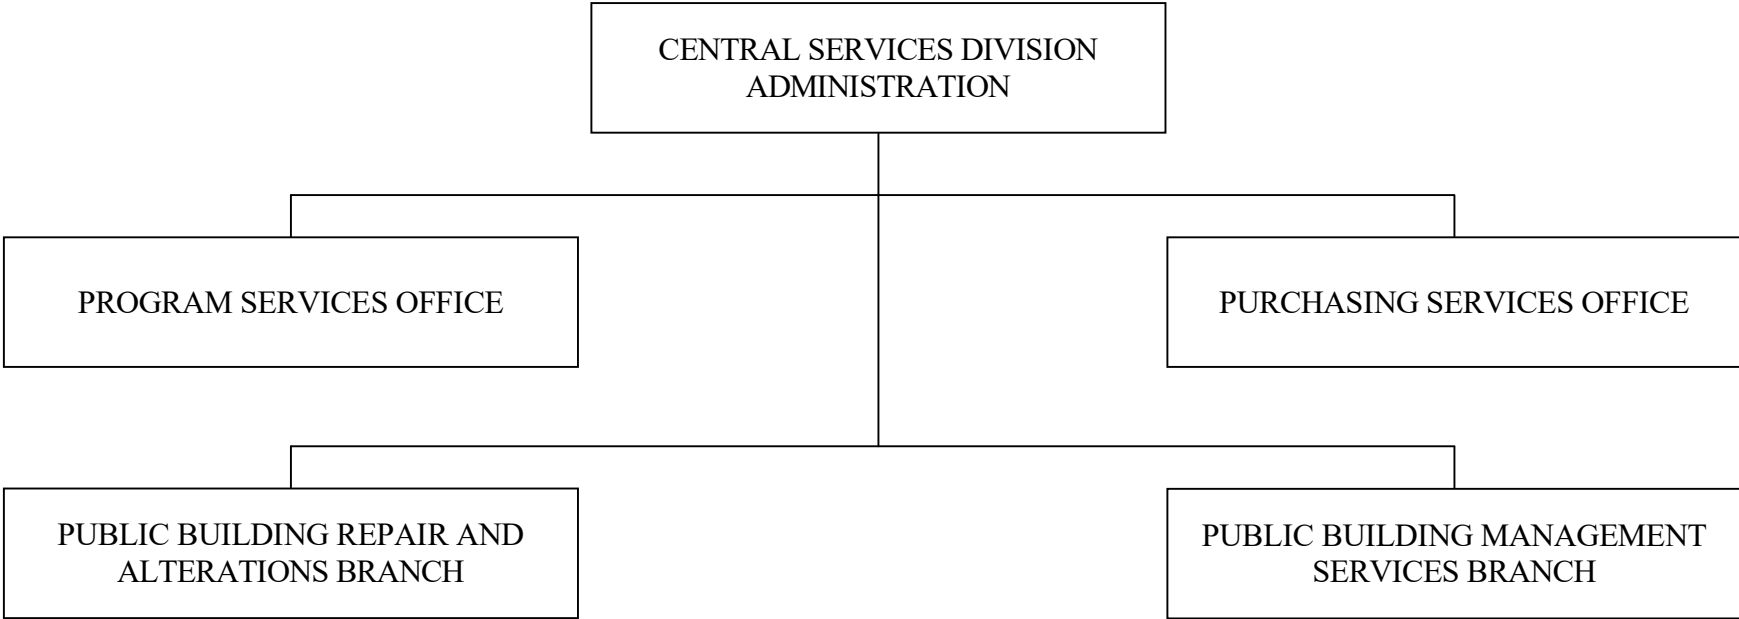 CENTRAL SERVICES DIVISION
ADMINISTRATION
PROGRAM SERVICES OFFICE
PURCHASING SERVICES OFFICE
PUBLIC BUILDING REPAIR AND
ALTERATIONS BRANCH
PUBLIC BUILDING MANAGEMENT
SERVICES BRANCH